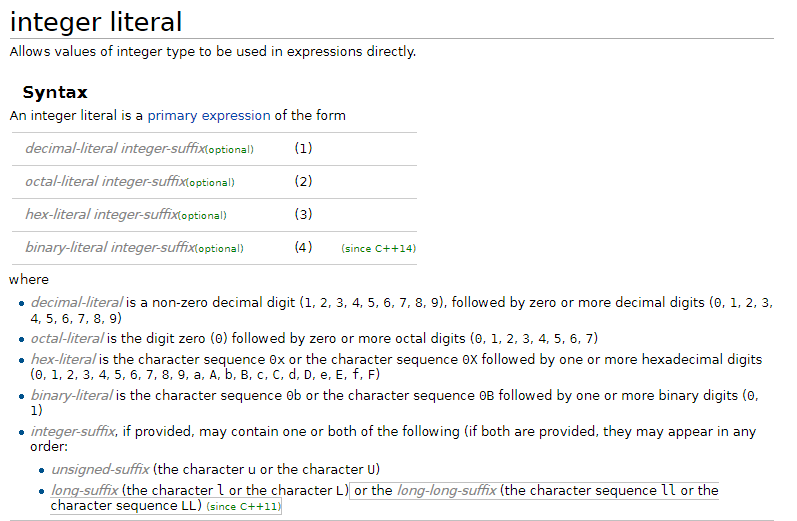 integer literal
Allows values of integer type to be used in expressions directly.
Syntax
An integer literal is a primary expression of the form
decimal-literal integer-suffix(optional) (1)
octal-literal integer-suffix(optional) (2)
hex-literal integer-suffix(optional) (3)
binary-literal integer-suffix(optional) (4) (since C++14)
where
• decimal-literal is a non-zero decimal digit (1, 2, 3, 4, 5, 6, 7, 8, 9), followed by zero or more decimal digits (0, 1, 2, 3,
4, 5, 6, 7, 8, 9)
• octal-literal is the digit zero (0) followed by zero or more octal digits (0, 1, 2, 3, 4, 5, 6, 7)
• hex-literal is the character sequence 0x or the character sequence 0X followed by one or more hexadecimal digits
(0, 1, 2, 3, 4, 5, 6, 7, 8, 9, a, A, b, B, c, C, d, D, e, E, f, F)
• binary-literal is the character sequence 0b or the character sequence 0B followed by one or more binary digits (0,
1)
• integer-suffix, if provided, may contain one or both of the following (if both are provided, they may appear in any
order:
• unsigned-suffix (the character u or the character U)
• long-suffix (the character l or the character L) or the long-long-suffix (the character sequence ll or the
character sequence LL) (since C++11)